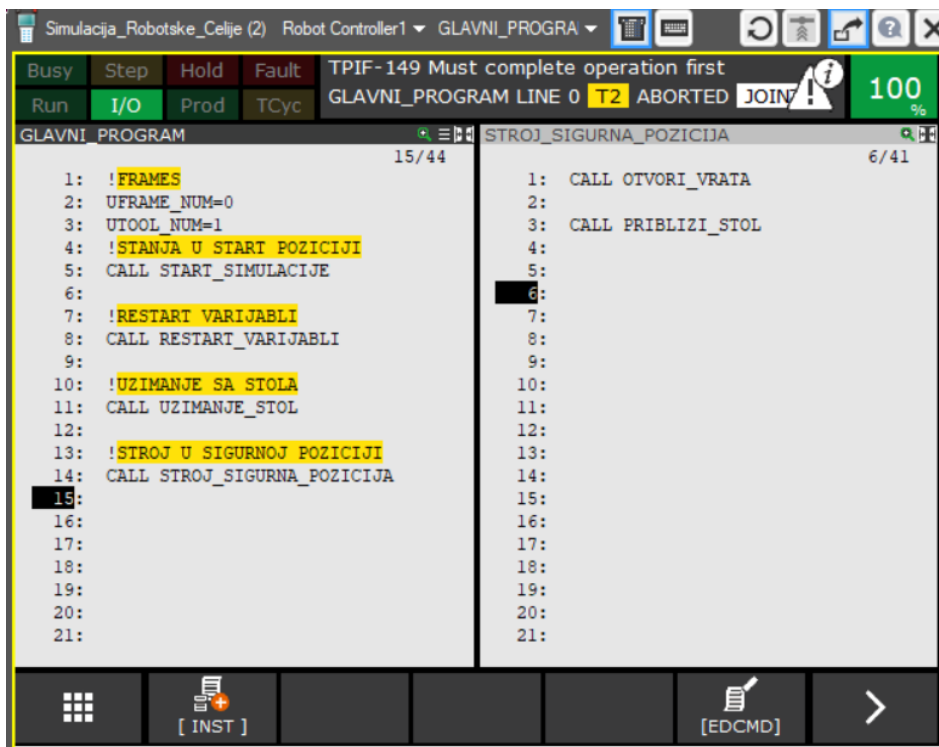 Simulacija_Robotske_Celije (2) Robot Controller1 GLAVNI_PROGRA
Busy Step Hold Fault
Run I/O Prod TCyc
TPIF-149 Must complete operation first
GLAVNI_PROGRAM LINE 0 T2 ABORTED JOINT
100 %
GLAVNI_PROGRAM
15/44
1: !FRAMES
2: UFRAME_NUM=0
3: UTOOL_NUM=1
4: !STANJA U START POZICIJI
5: CALL START_SIMULACIJE
6:
7: !RESTART VARIJABLI
8: CALL RESTART_VARIJABLI
9:
10: !UZIMANJE SA STOLA
11: CALL UZIMANJE_STOL
12:
13: !STROJ U SIGURNOJ POZICIJI
14: CALL STROJ_SIGURNA_POZICIJA
15:
16:
17:
18:
19:
20:
21:
STROJ_SIGURNA_POZICIJA
6/41
1: CALL OTVORI_VRATA
2:
3: CALL PRIBLIZI_STOL
4:
5:
6:
7:
8:
9:
10:
11:
12:
13:
14:
15:
16:
17:
18:
19:
20:
21:
[ INST ]
[EDCMD]